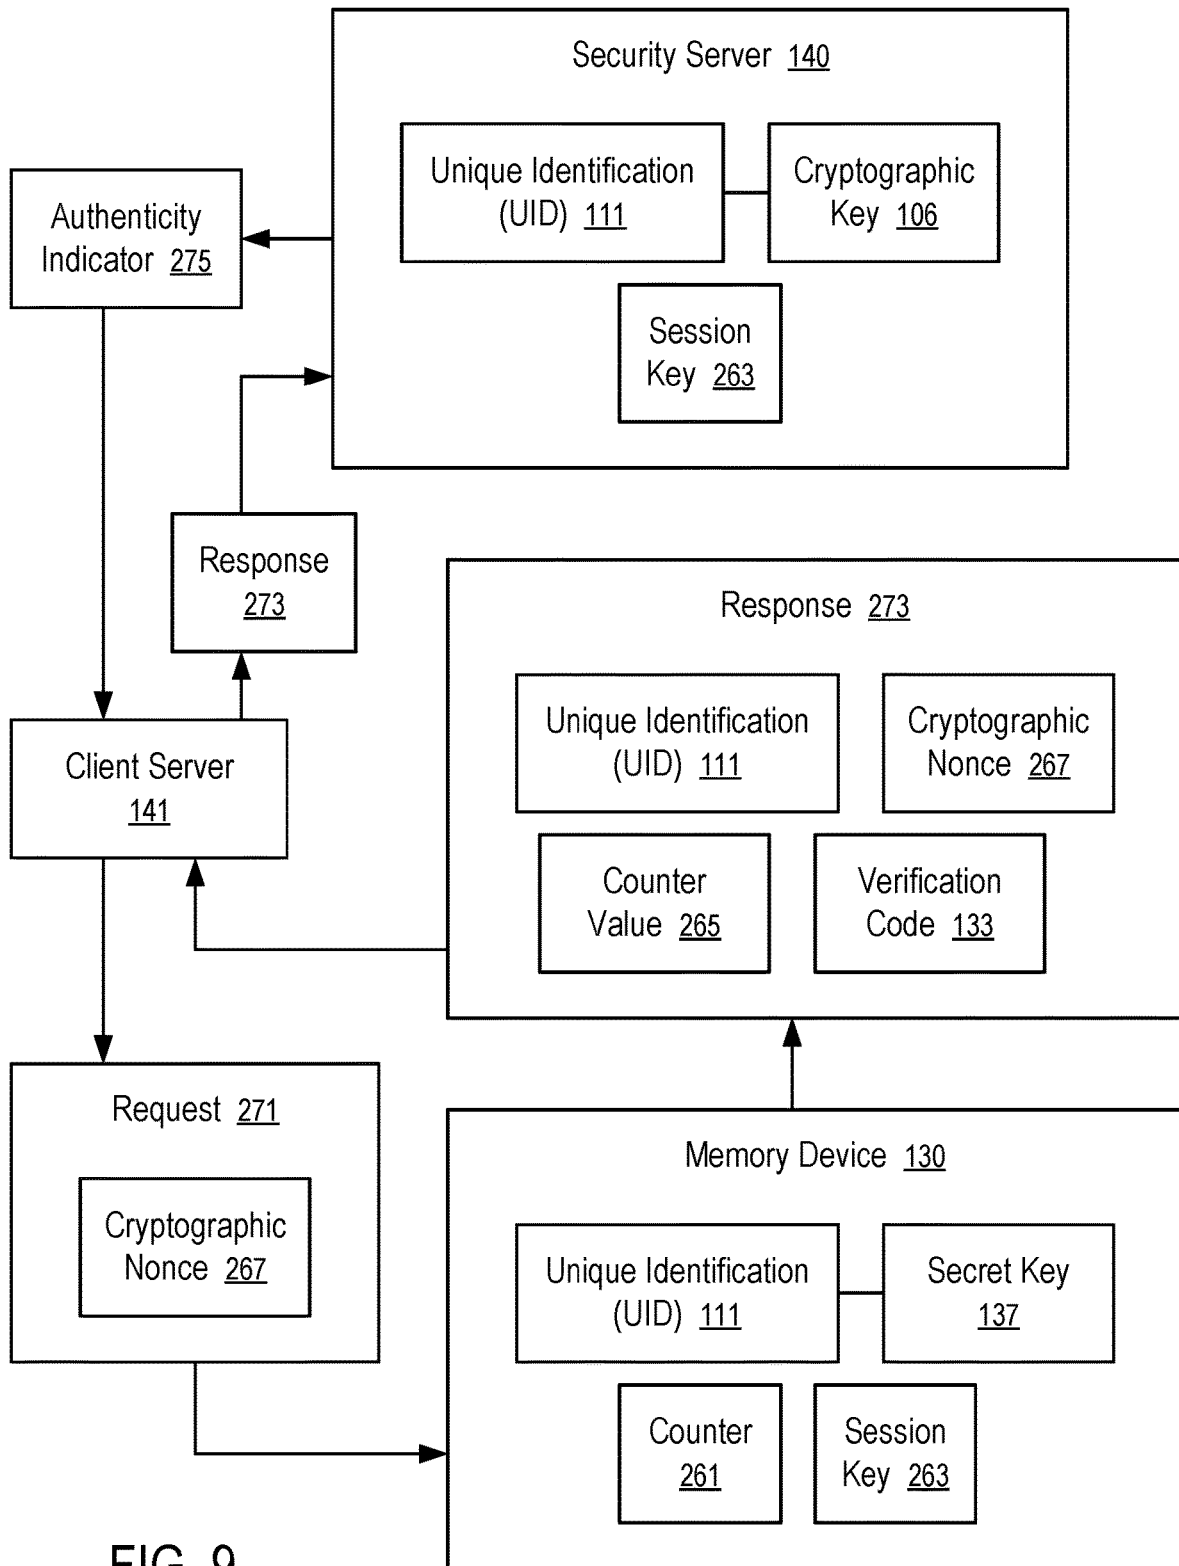 Security Server 140
Unique Identification
(UID) 111
Cryptographic
Key 106
Authenticity
Indicator 275
Session
Key 263
Response
273
Response 273
Unique Identification
(UID) 111
Cryptographic
Nonce 267
Client Server
141
Counter
Value 265
Verification
Code 133
Request 271
Cryptographic
Nonce 267
Memory Device 130
Unique Identification
(UID) 111
Secret Key
137
Counter
261
Session
Key 263
FIG. 9